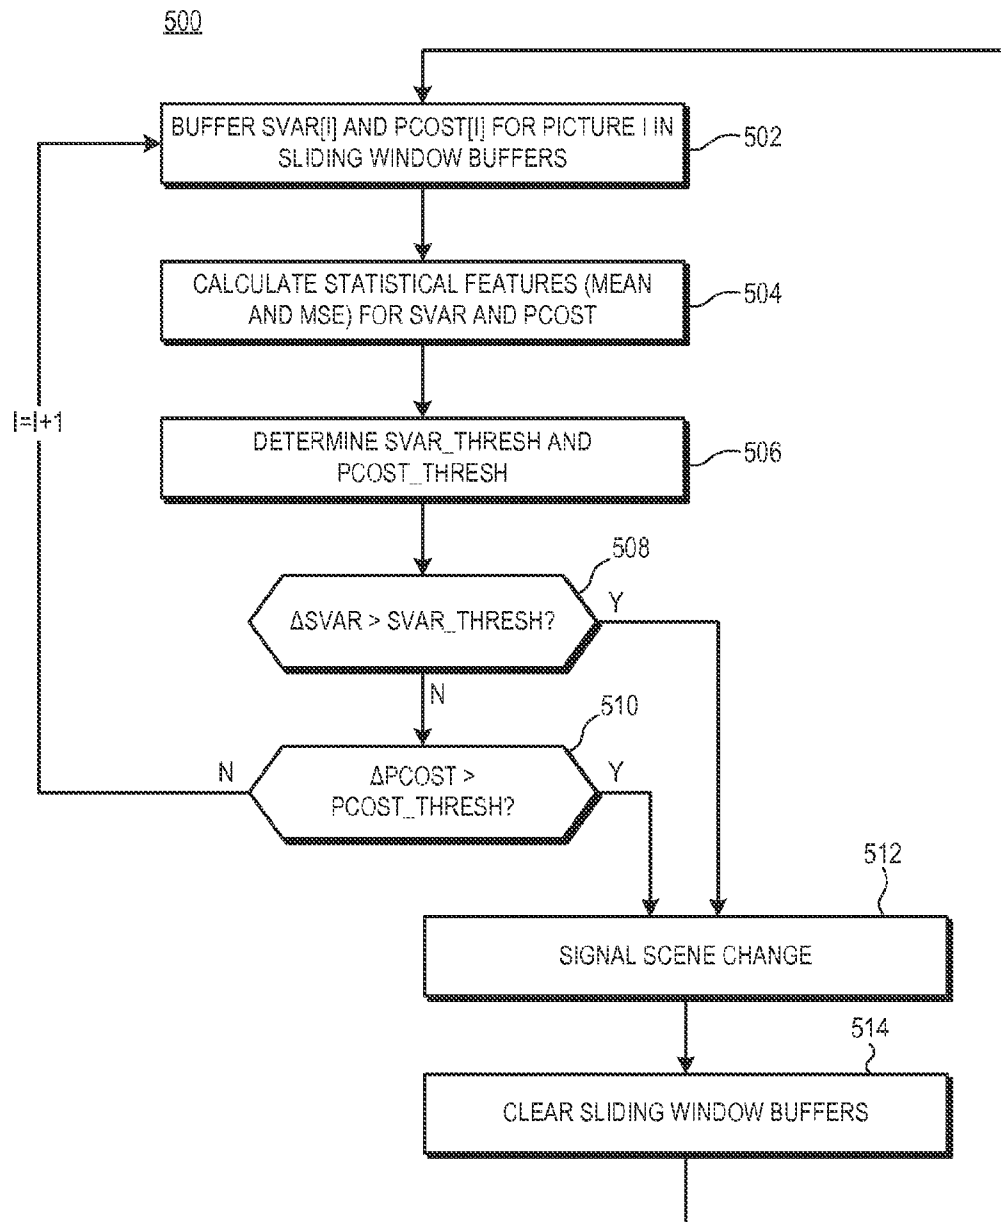 500
BUFFER SVAR[I] AND PCOST[I] FOR PICTURE I IN
SLIDING WINDOW BUFFERS
502
CALCULATE STATISTICAL FEATURES (MEAN
AND MSE) FOR SVAR AND PCOST
504
I=I+1
DETERMINE SVAR_THRESH AND
PCOST_THRESH
506
508
ΔSVAR > SVAR_THRESH?
Y
N
510
N
ΔPCOST >
PCOST_THRESH?
Y
512
SIGNAL SCENE CHANGE
514
CLEAR SLIDING WINDOW BUFFERS